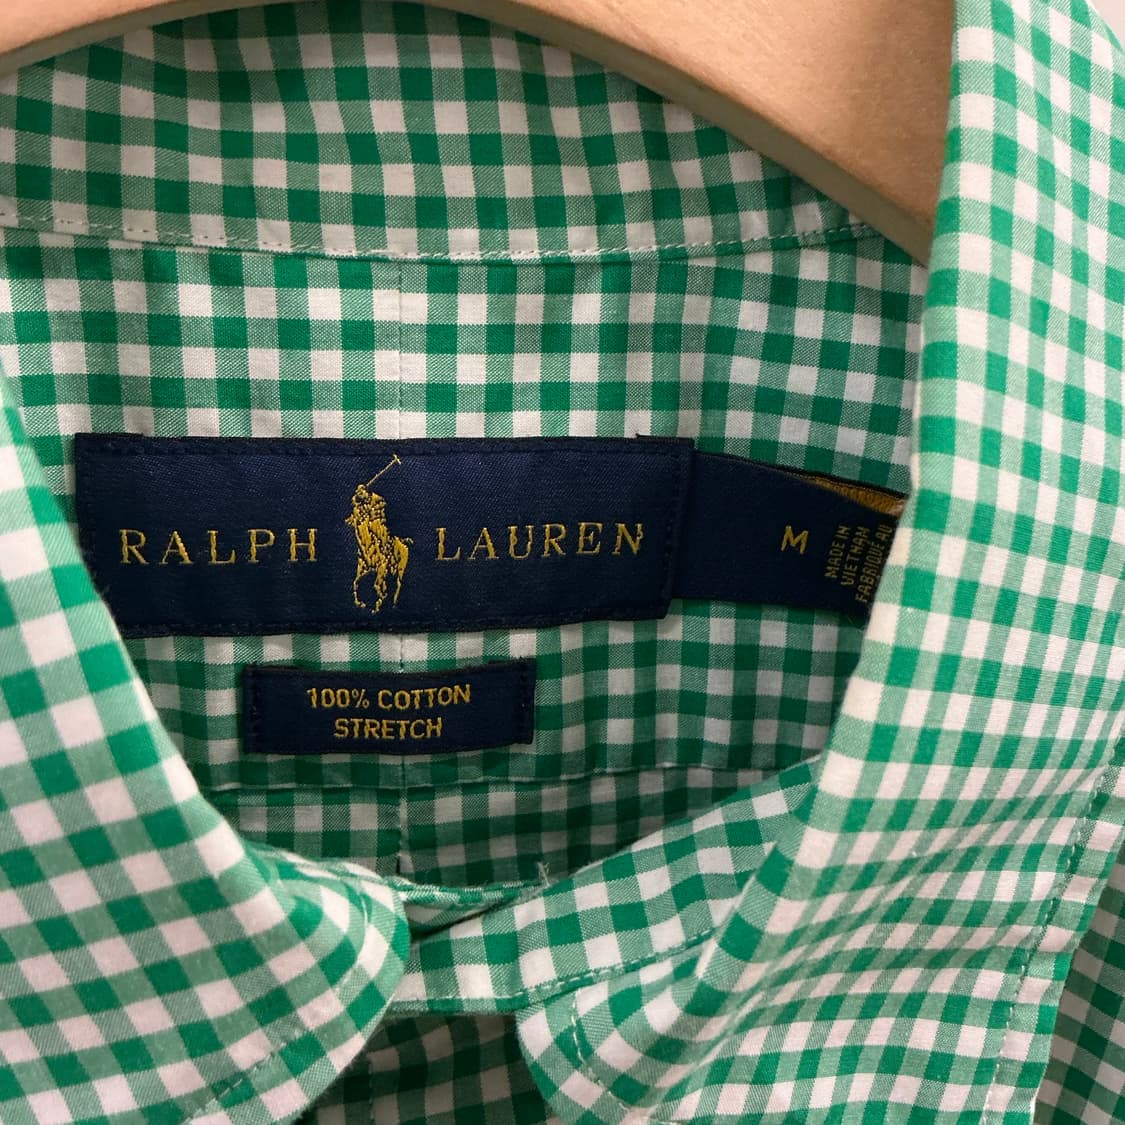 RALPH LAUREN
M
MADE IN
VIETNAM
FABRIQUÉ AU
100% COTTON
STRETCH